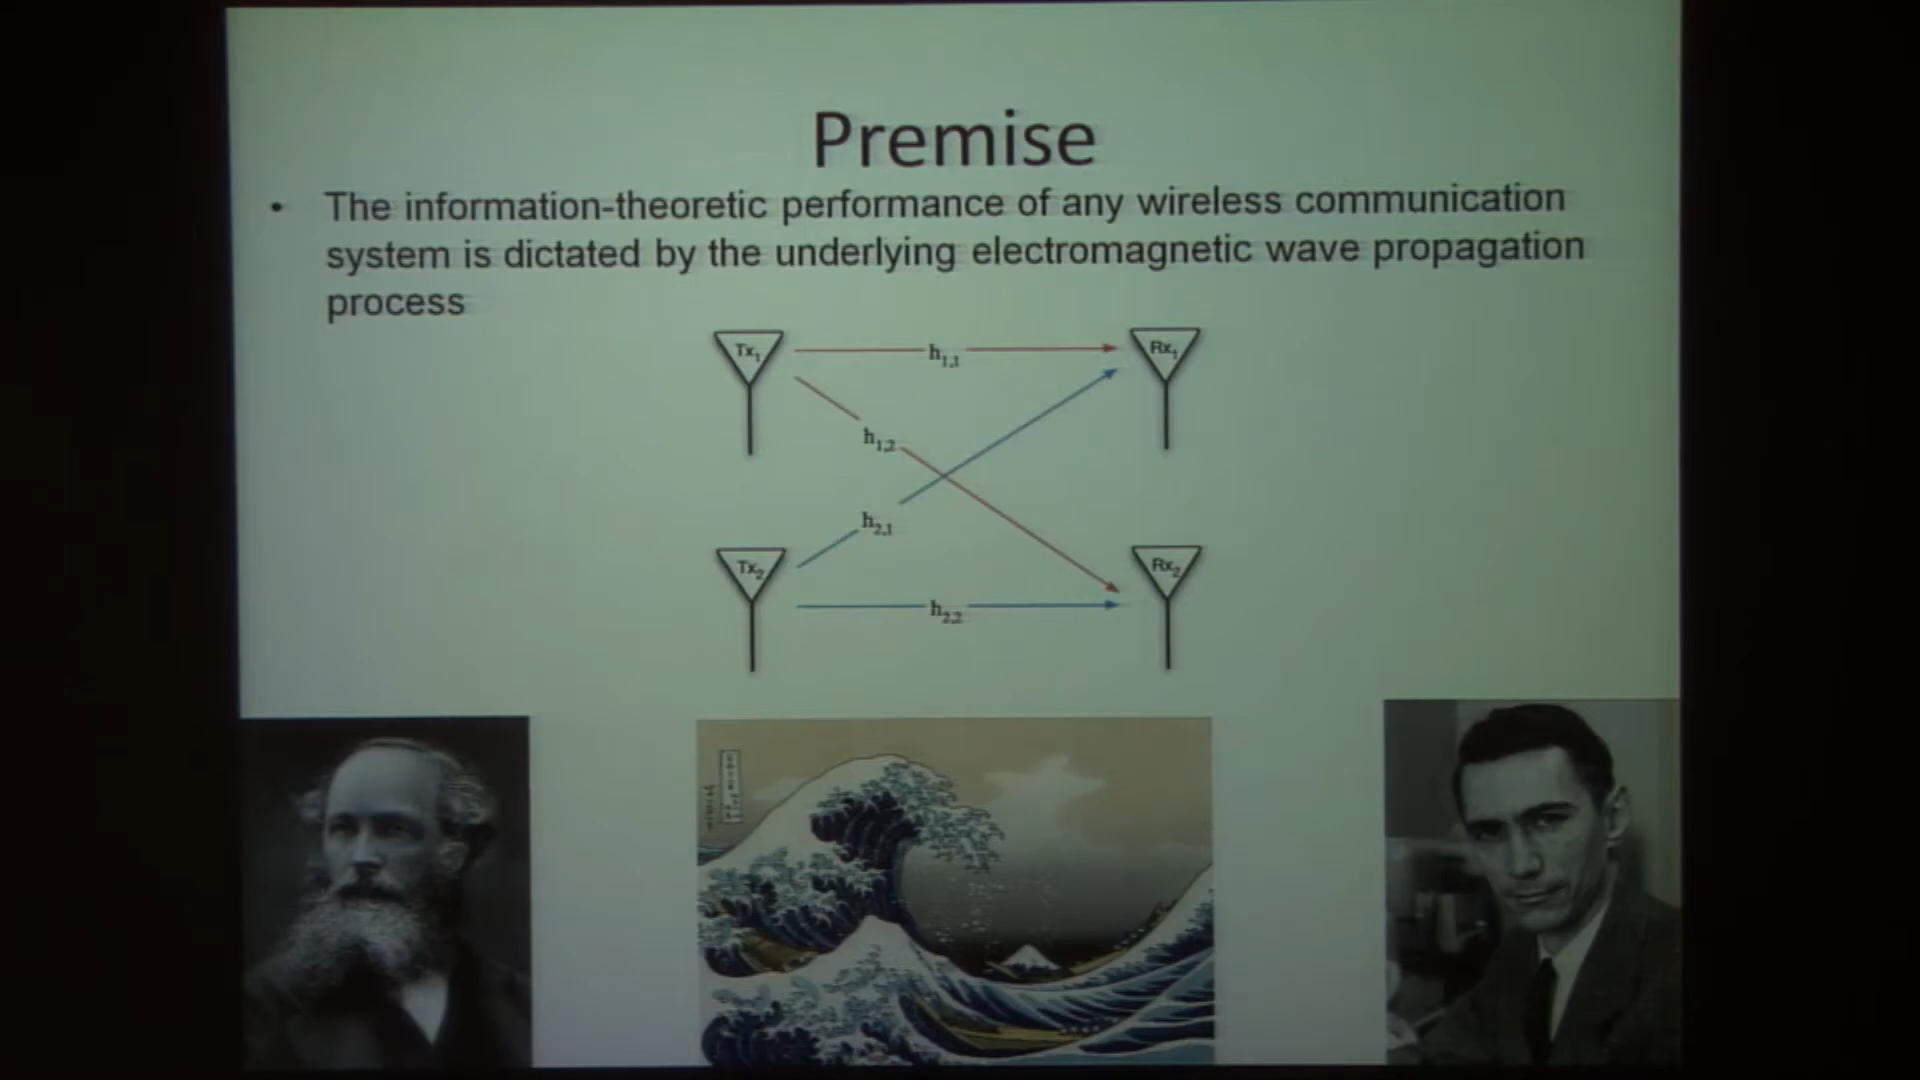 Premise
• The information-theoretic performance of any wireless communication
system is dictated by the underlying electromagnetic wave propagation
process
Tx1
h1,1
Rx1
h1,2
h2,1
Tx2
h2,2
Rx2